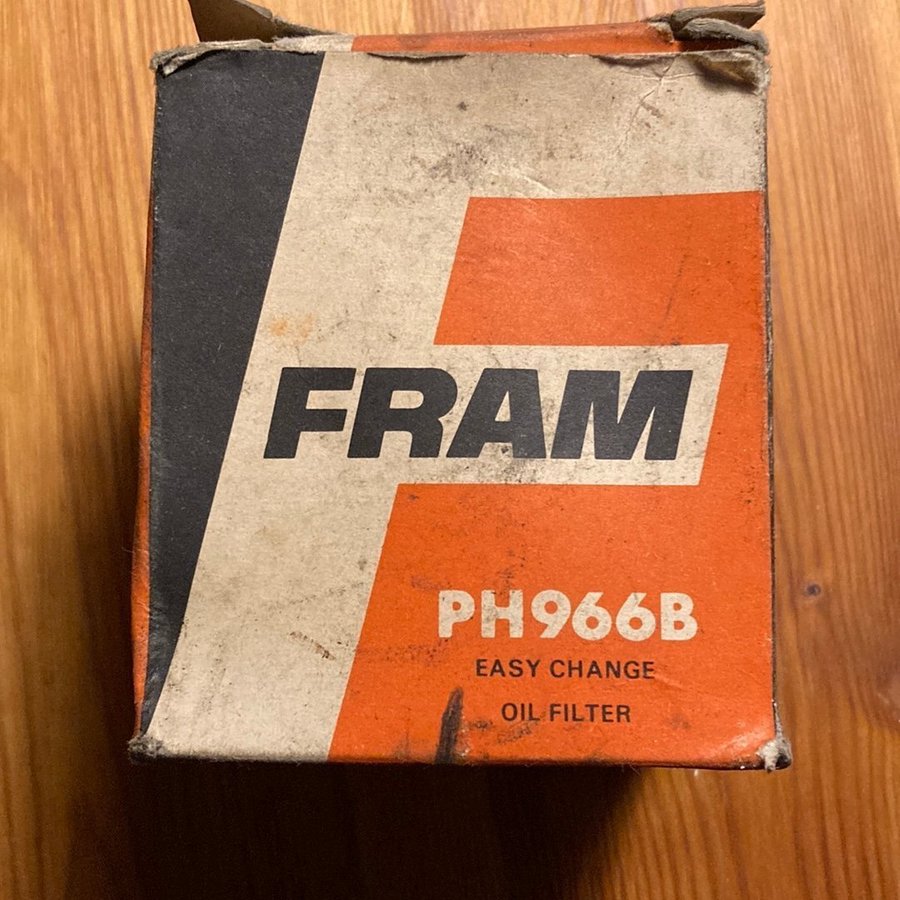 FRAM
PH966B
EASY CHANGE
OIL FILTER